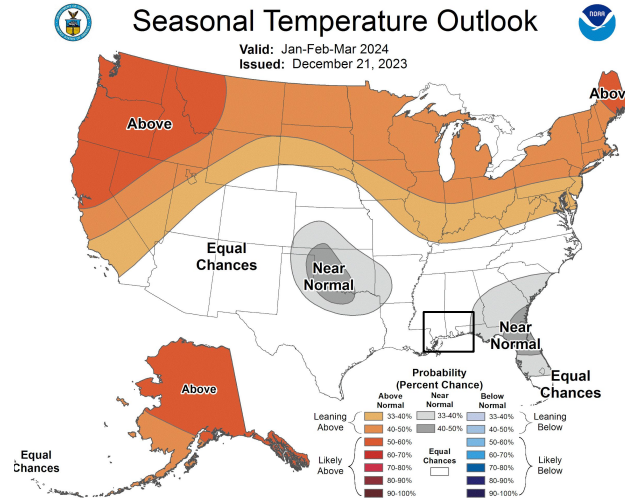 Seasonal Temperature Outlook
NOAA
Valid: Jan-Feb-Mar 2024
Issued: December 21, 2023
Above
Abov
Equal
Chances
Near
Normal
Near
Normal
Equal
Chances
Above
Equal
Chances
Probability
(Percent Chance)
Above
Normal
Near
Normal
Below
Normal
Leaning
Above
33-40%
40-50%
33-40%
40-50%
33-40%
40-50%
Leaning
Below
Likely
Above
50-60%
60-70%
70-80%
80-90%
90-100%
Equal
Chances
50-60%
60-70%
70-80%
80-90%
90-100%
Likely
Below